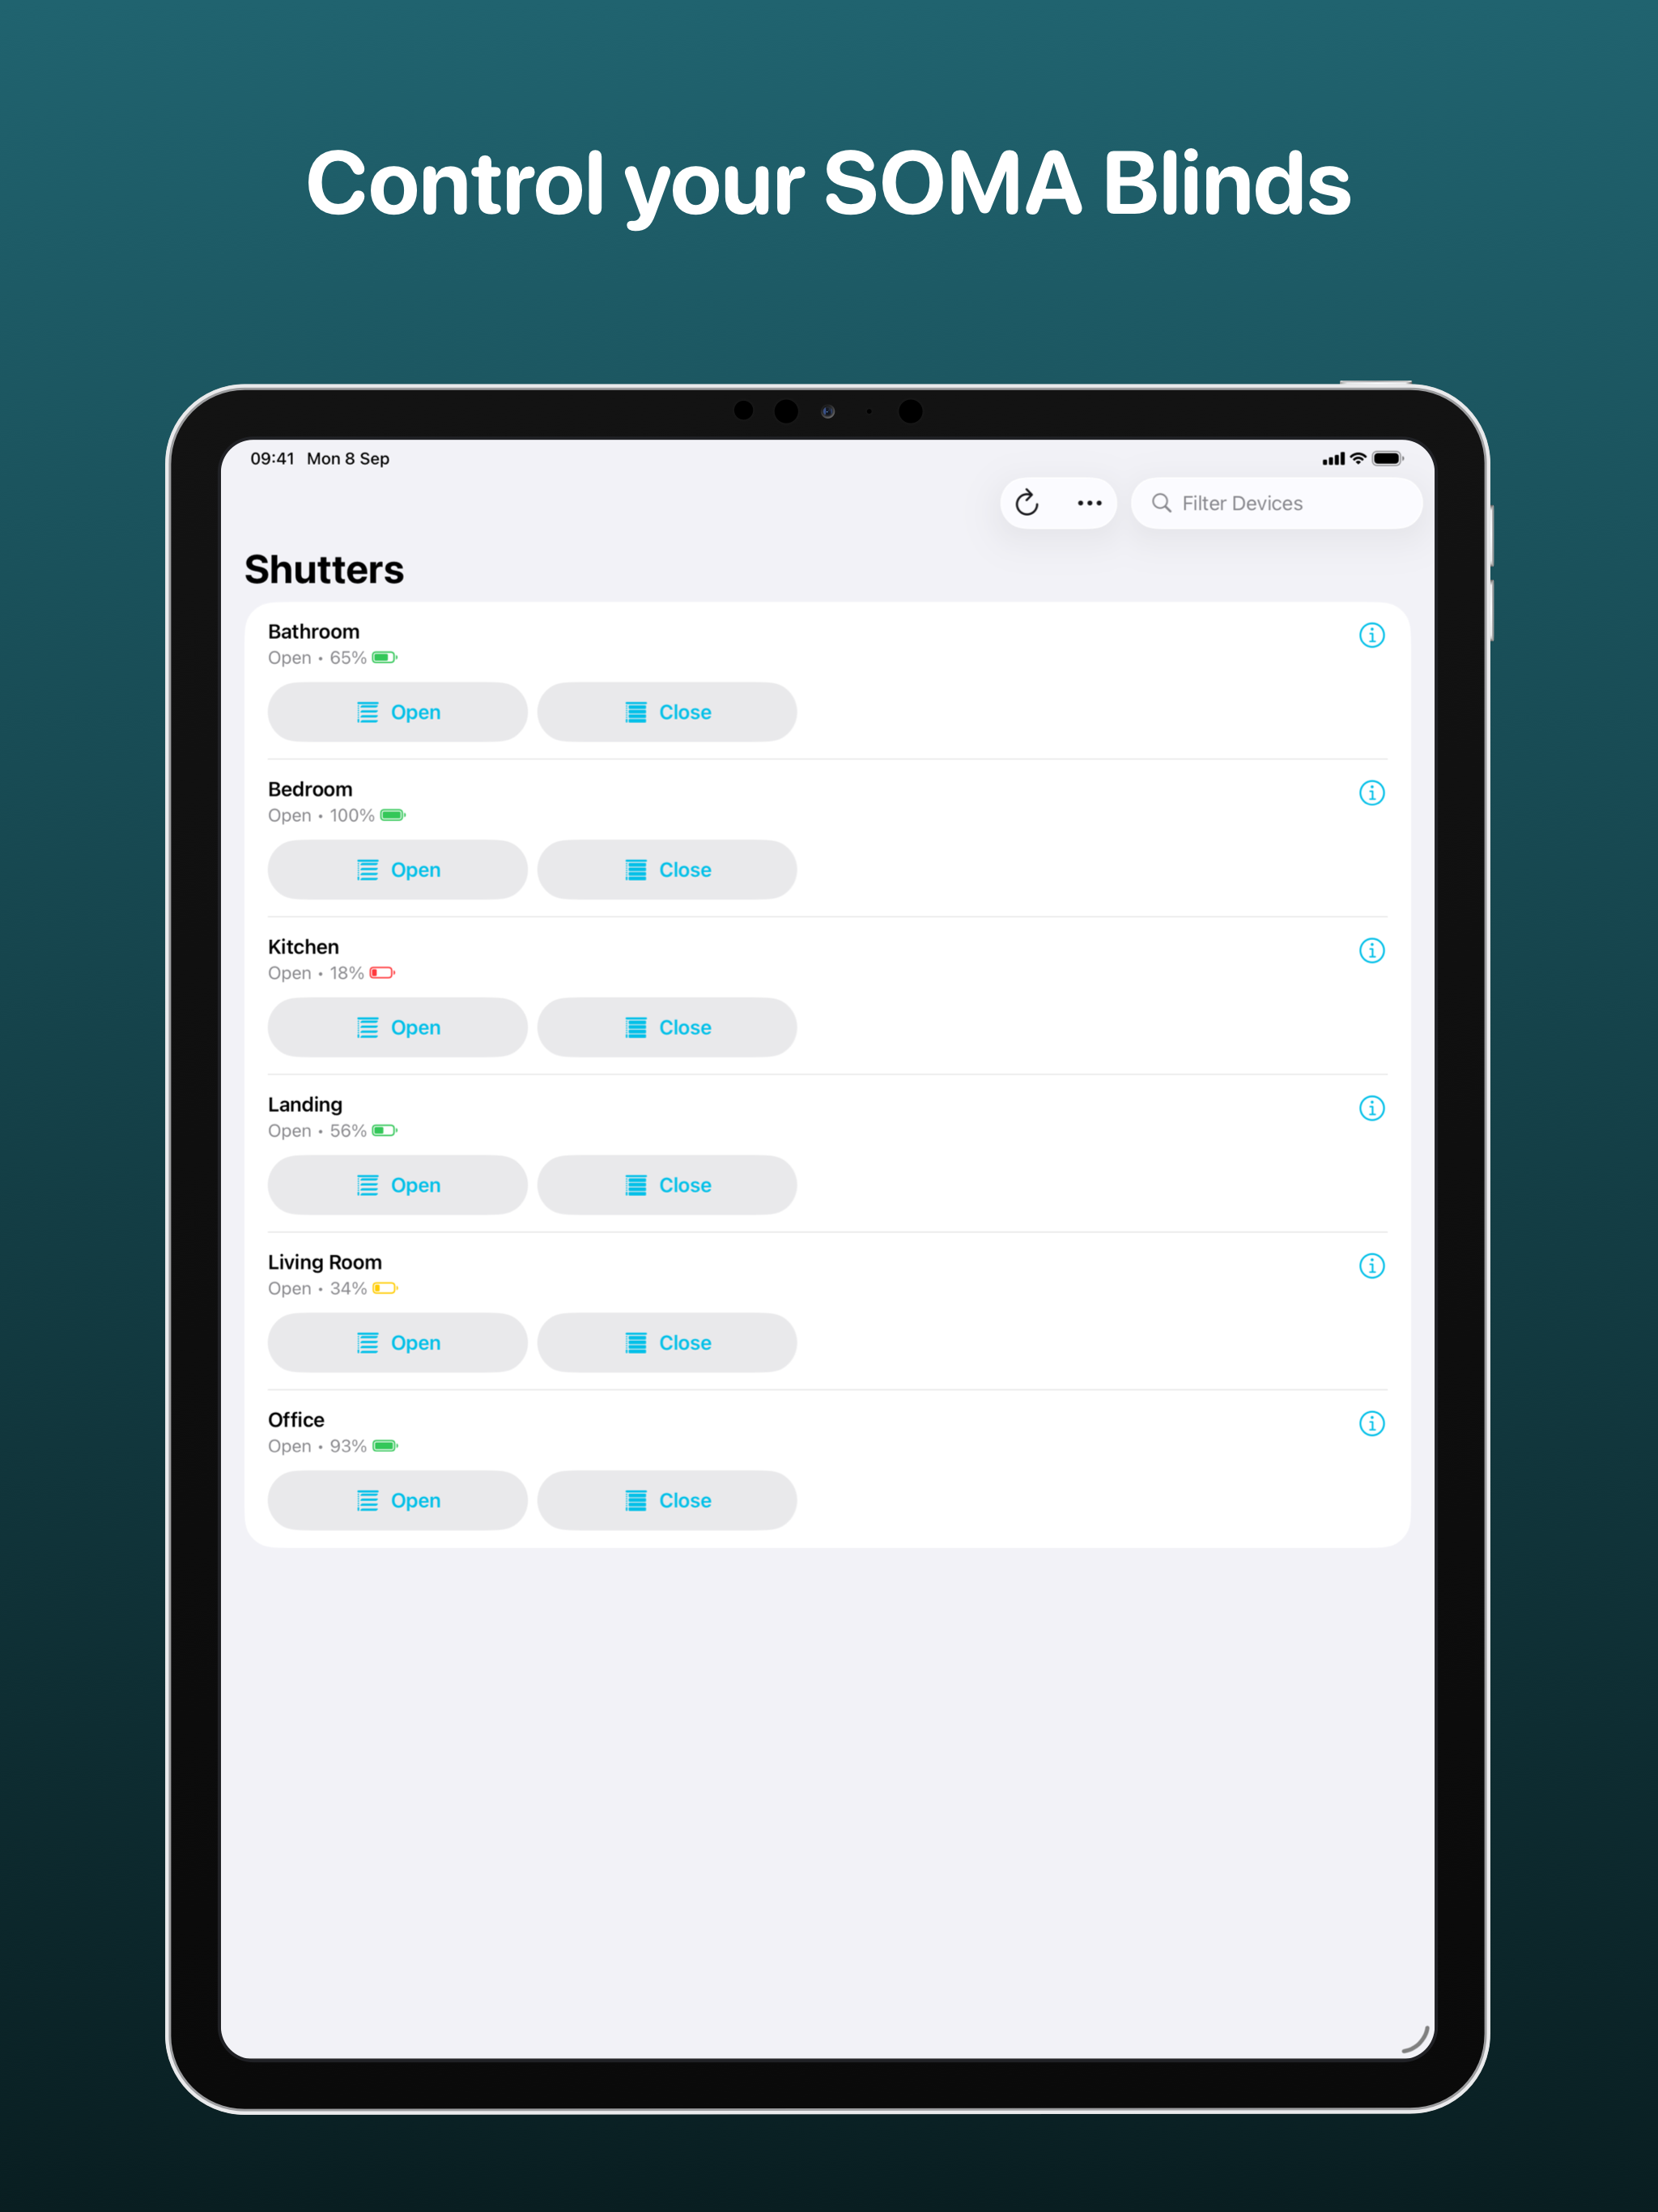 Control your SOMA Blinds
09:41 Mon 8 Sep
Filter Devices
Shutters
Bathroom
Open • 65%
Open Close
Bedroom
Open • 100%
Open Close
Kitchen
Open • 18%
Open Close
Landing
Open • 56%
Open Close
Living Room
Open • 34%
Open Close
Office
Open • 93%
Open Close